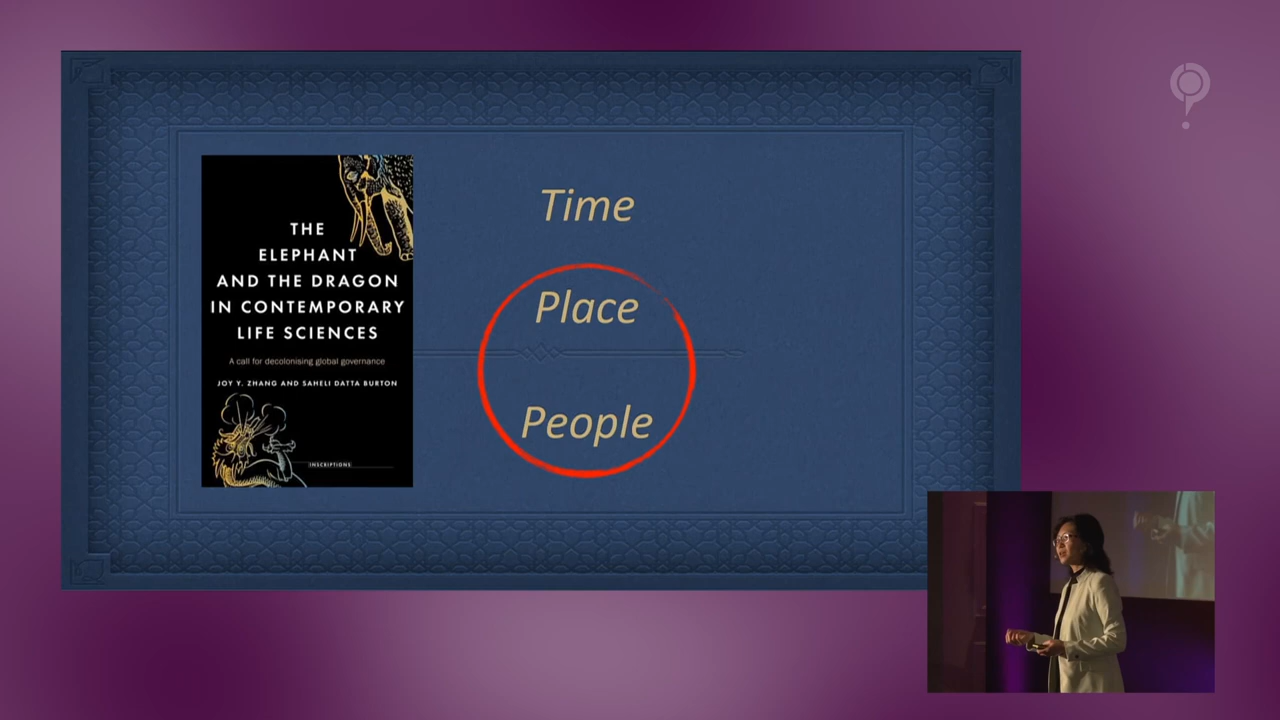 THE
ELEPHANT
AND THE DRAGON
IN CONTEMPORARY
LIFE SCIENCES
A call for decolonising global governance
JOY Y. ZHANG AND SAHELI DATTA BURTON
INSCRIPTIONS
Time
Place
People